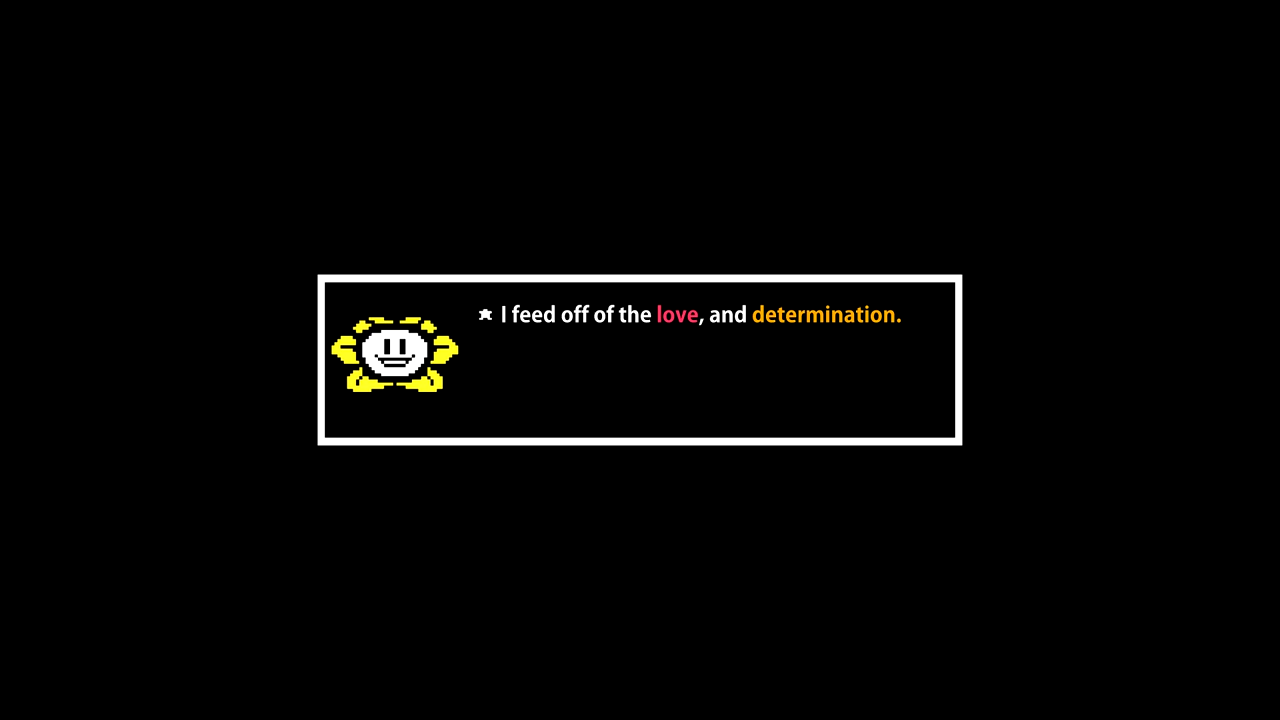 * I feed off of the love, and determination.